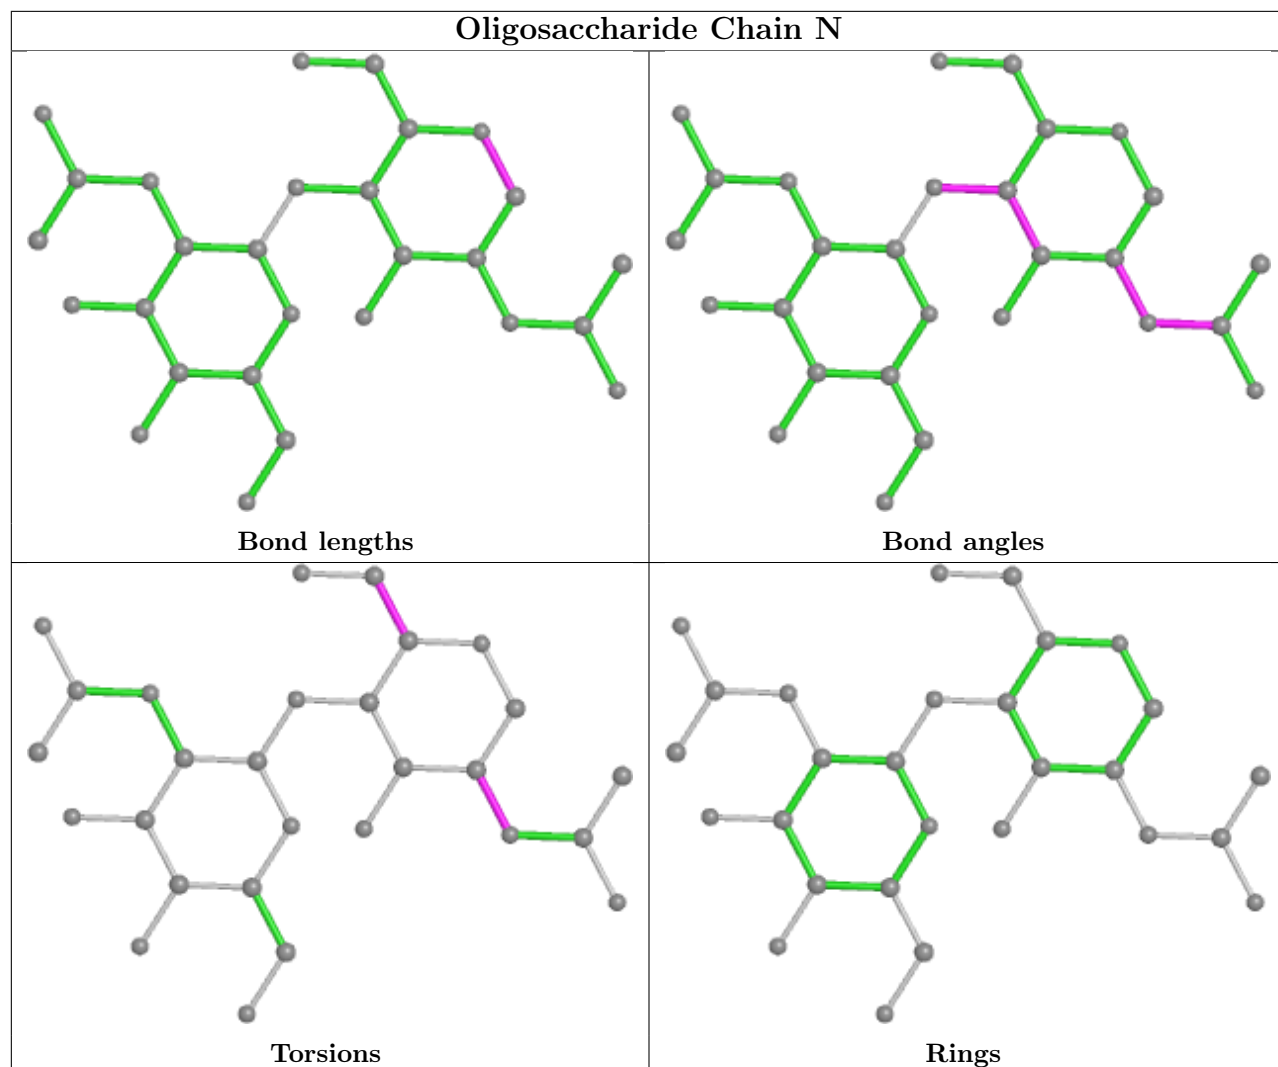 Oligosaccharide Chain N
Bond lengths
Bond angles
Torsions
Rings